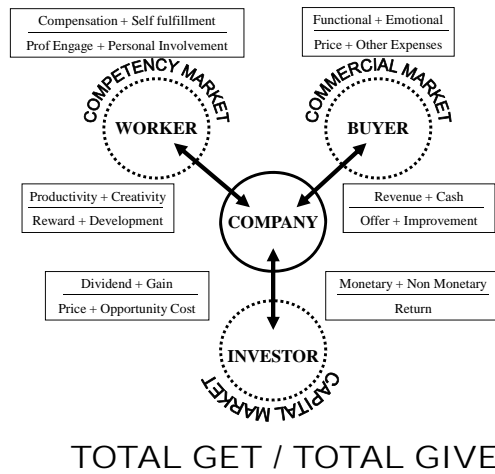 Compensation + Self fulfillment
Prof Engage + Personal Involvement
Functional + Emotional
Price + Other Expenses
COMPETENCY MARKET
WORKER
COMMERCIAL MARKET
BUYER
Productivity + Creativity
Reward + Development
COMPANY
Revenue + Cash
Offer + Improvement
Dividend + Gain
Price + Opportunity Cost
Monetary + Non Monetary
Return
INVESTOR
CAPITAL MARKET
TOTAL GET / TOTAL GIVE